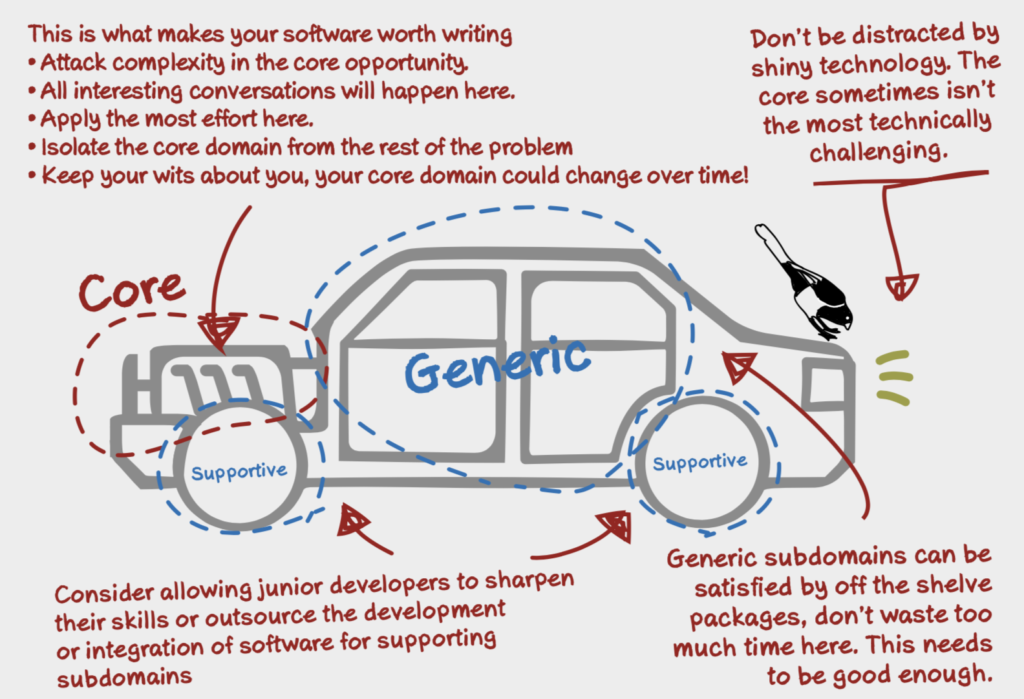 This is what makes your software worth writing
• Attack complexity in the core opportunity.
• All interesting conversations will happen here.
• Apply the most effort here.
• Isolate the core domain from the rest of the problem
• Keep your wits about you, your core domain could change over time!
Don't be distracted by
shiny technology. The
core sometimes isn't
the most technically
challenging.
Core
Generic
Supportive
Supportive
Consider allowing junior developers to sharpen
their skills or outsource the development
or integration of software for supporting
subdomains
Generic subdomains can be
satisfied by off the shelve
packages, don't waste too
much time here. This needs
to be good enough.